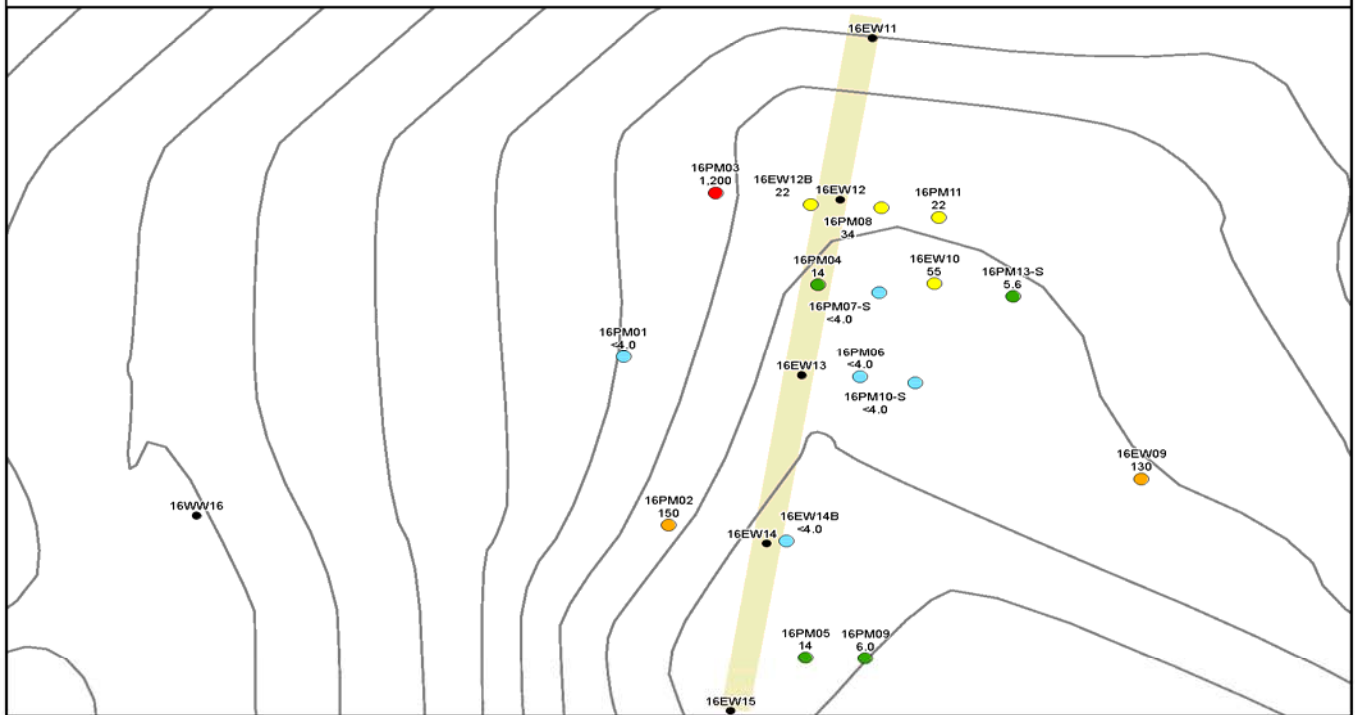 16EW11
16PM03
1,200
16EW12B
22
16EW12
16PM11
22
16PM08
34
16PM04
14
16EW10
55
16PM13-S
5.6
16PM07-S
<4.0
16PM01
<4.0
16PM06
<4.0
16EW13
16PM10-S
<4.0
16EW09
130
16PM02
150
16WW16
16EW14B
<4.0
16EW14
16PM05
14
16PM09
6.0
16EW15